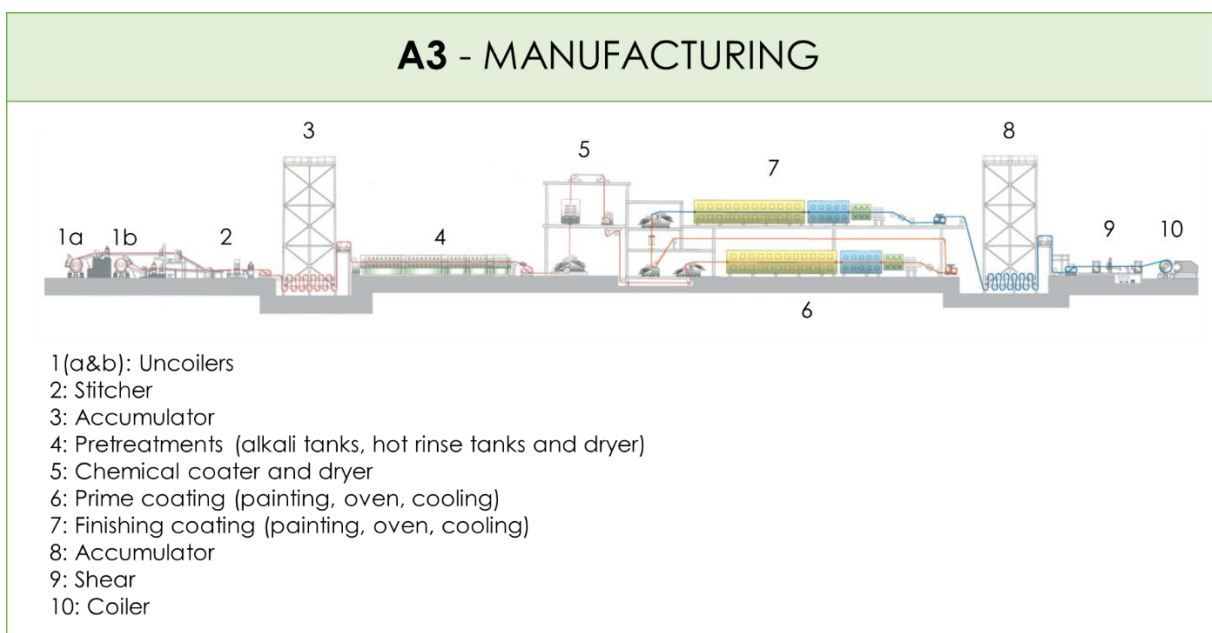 A3 - MANUFACTURING
3
8
5
7
1a 1b 2
4
9 10
6
1(a&b): Uncoilers
2: Stitcher
3: Accumulator
4: Pretreatments (alkali tanks, hot rinse tanks and dryer)
5: Chemical coater and dryer
6: Prime coating (painting, oven, cooling)
7: Finishing coating (painting, oven, cooling)
8: Accumulator
9: Shear
10: Coiler